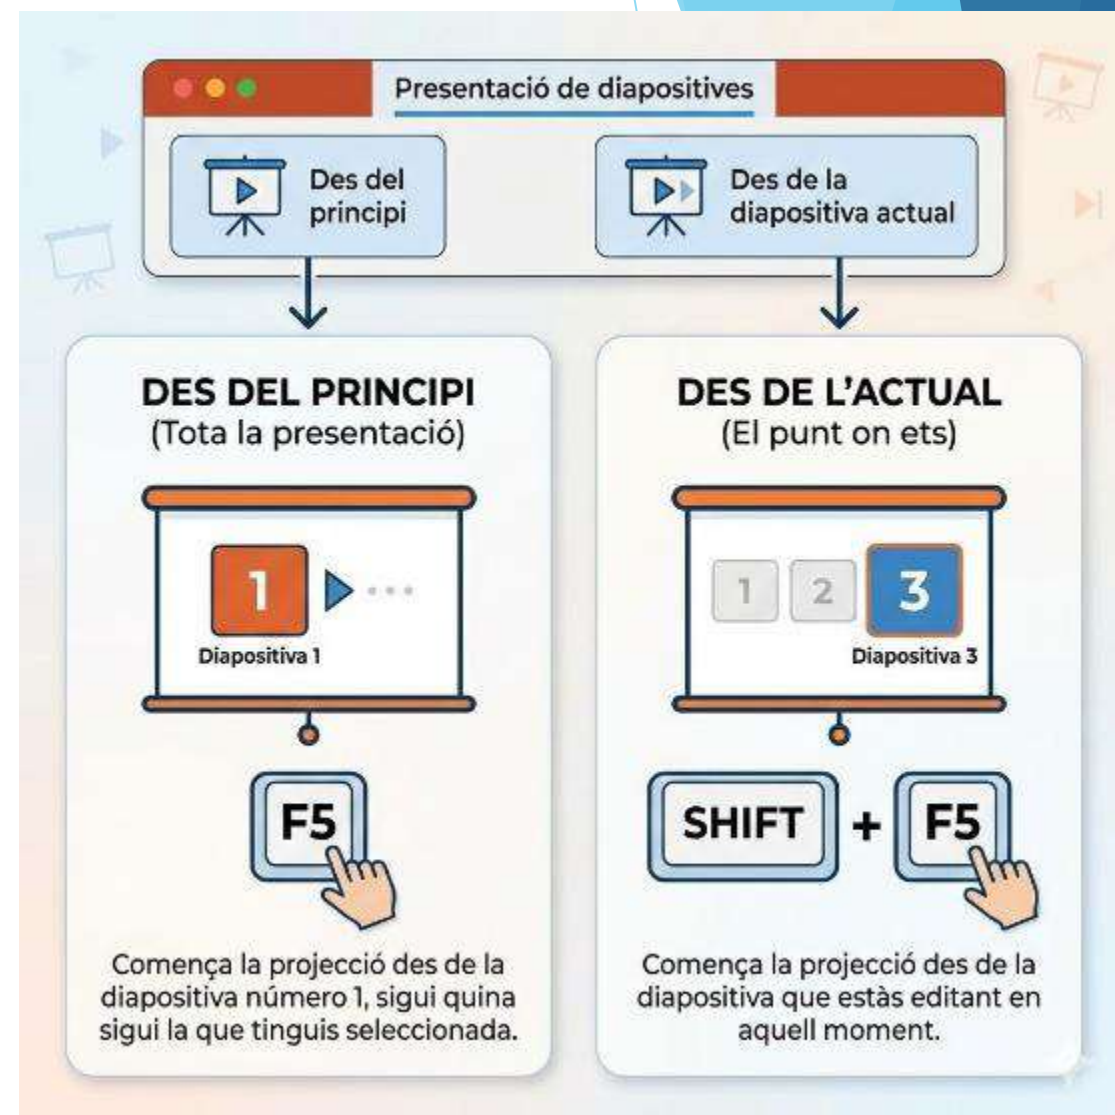 Presentació de diapositives
Des del
principi
Des de la
diapositiva actual
DES DEL PRINCIPI
(Tota la presentació)
1
Diapositiva 1
F5
Comença la projecció des de la
diapositiva número 1, sigui quina
sigui la que tinguis seleccionada.
DES DE L'ACTUAL
(El punt on ets)
1 2 3
Diapositiva 3
SHIFT + F5
Comença la projecció des de la
diapositiva que estàs editant en
aquell moment.